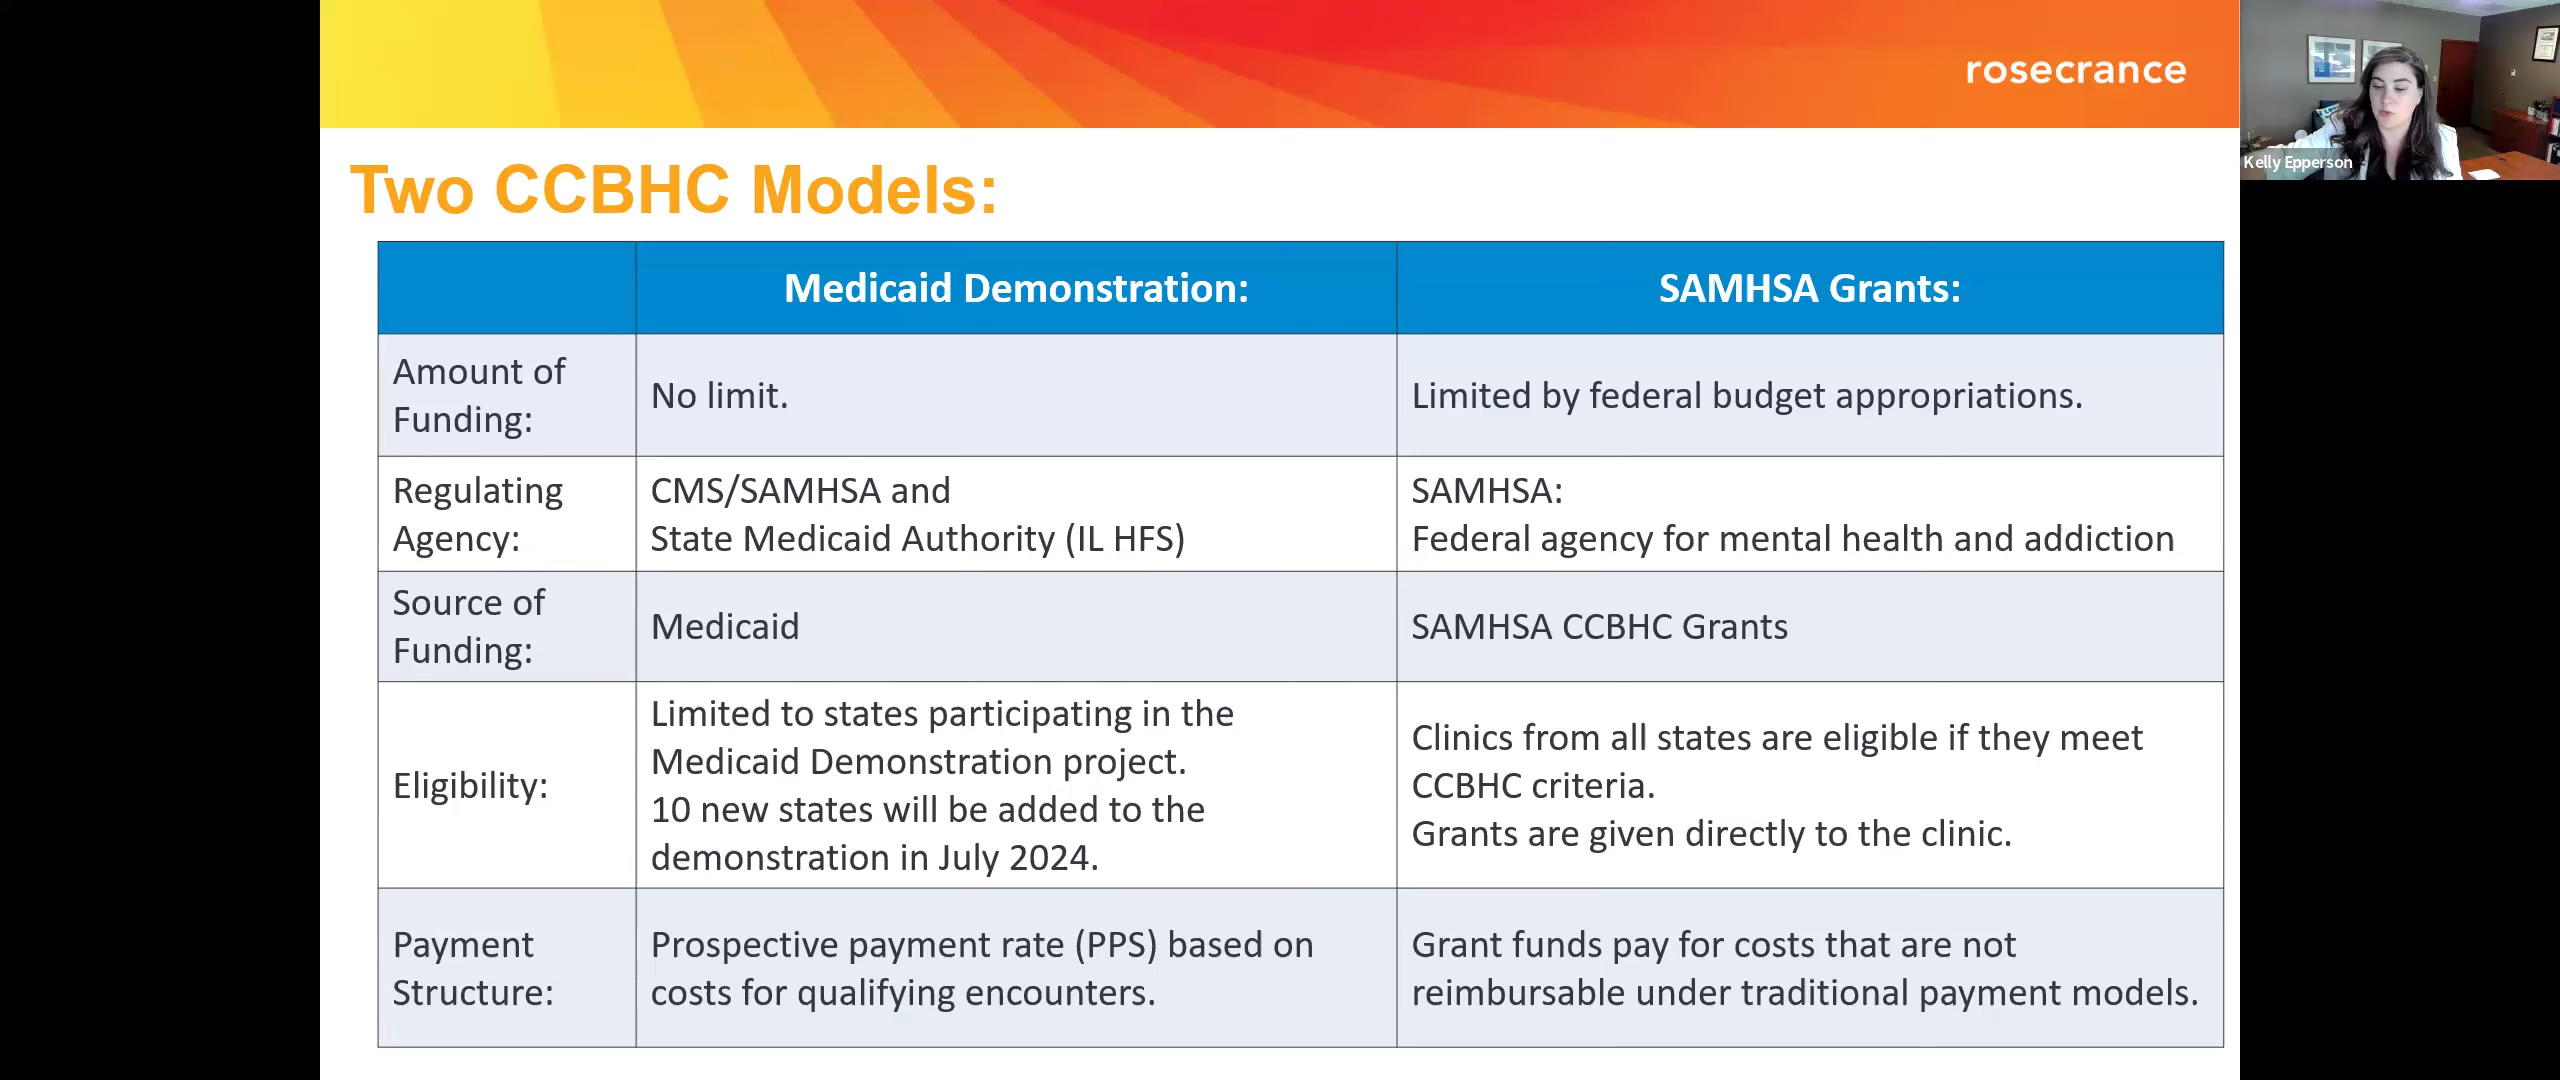 rosecrance
Kelly Epperson
Two CCBHC Models:
Medicaid Demonstration:
SAMHSA Grants:
Amount of
Funding:
No limit.
Limited by federal budget appropriations.
Regulating
Agency:
CMS/SAMHSA and
State Medicaid Authority (IL HFS)
SAMHSA:
Federal agency for mental health and addiction
Source of
Funding:
Medicaid
SAMHSA CCBHC Grants
Eligibility:
Limited to states participating in the
Medicaid Demonstration project.
10 new states will be added to the
demonstration in July 2024.
Clinics from all states are eligible if they meet
CCBHC criteria.
Grants are given directly to the clinic.
Payment
Structure:
Prospective payment rate (PPS) based on
costs for qualifying encounters.
Grant funds pay for costs that are not
reimbursable under traditional payment models.